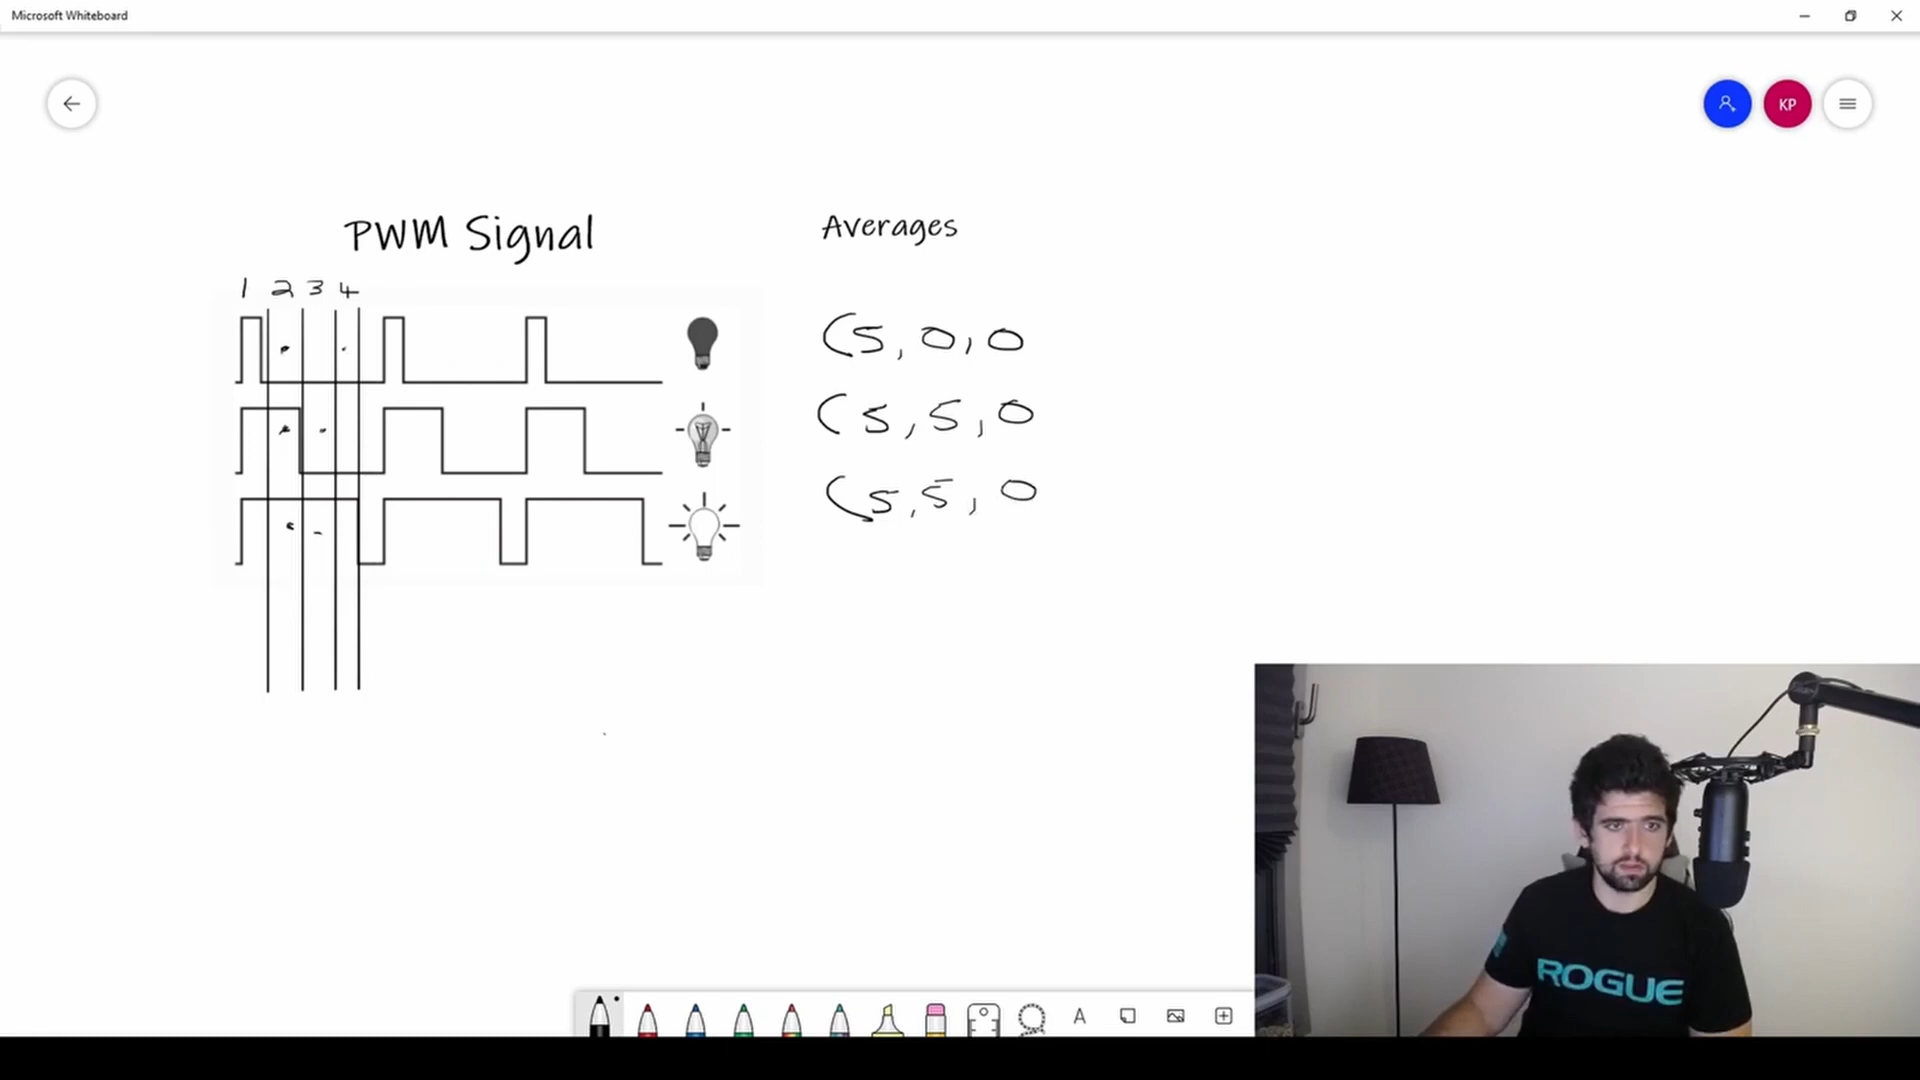 Microsoft Whiteboard
KP
PWM Signal
Averages
1 2 3 4
(5, 0, 0
(5, 5, 0
(5, 5, 0
A
ROGUE